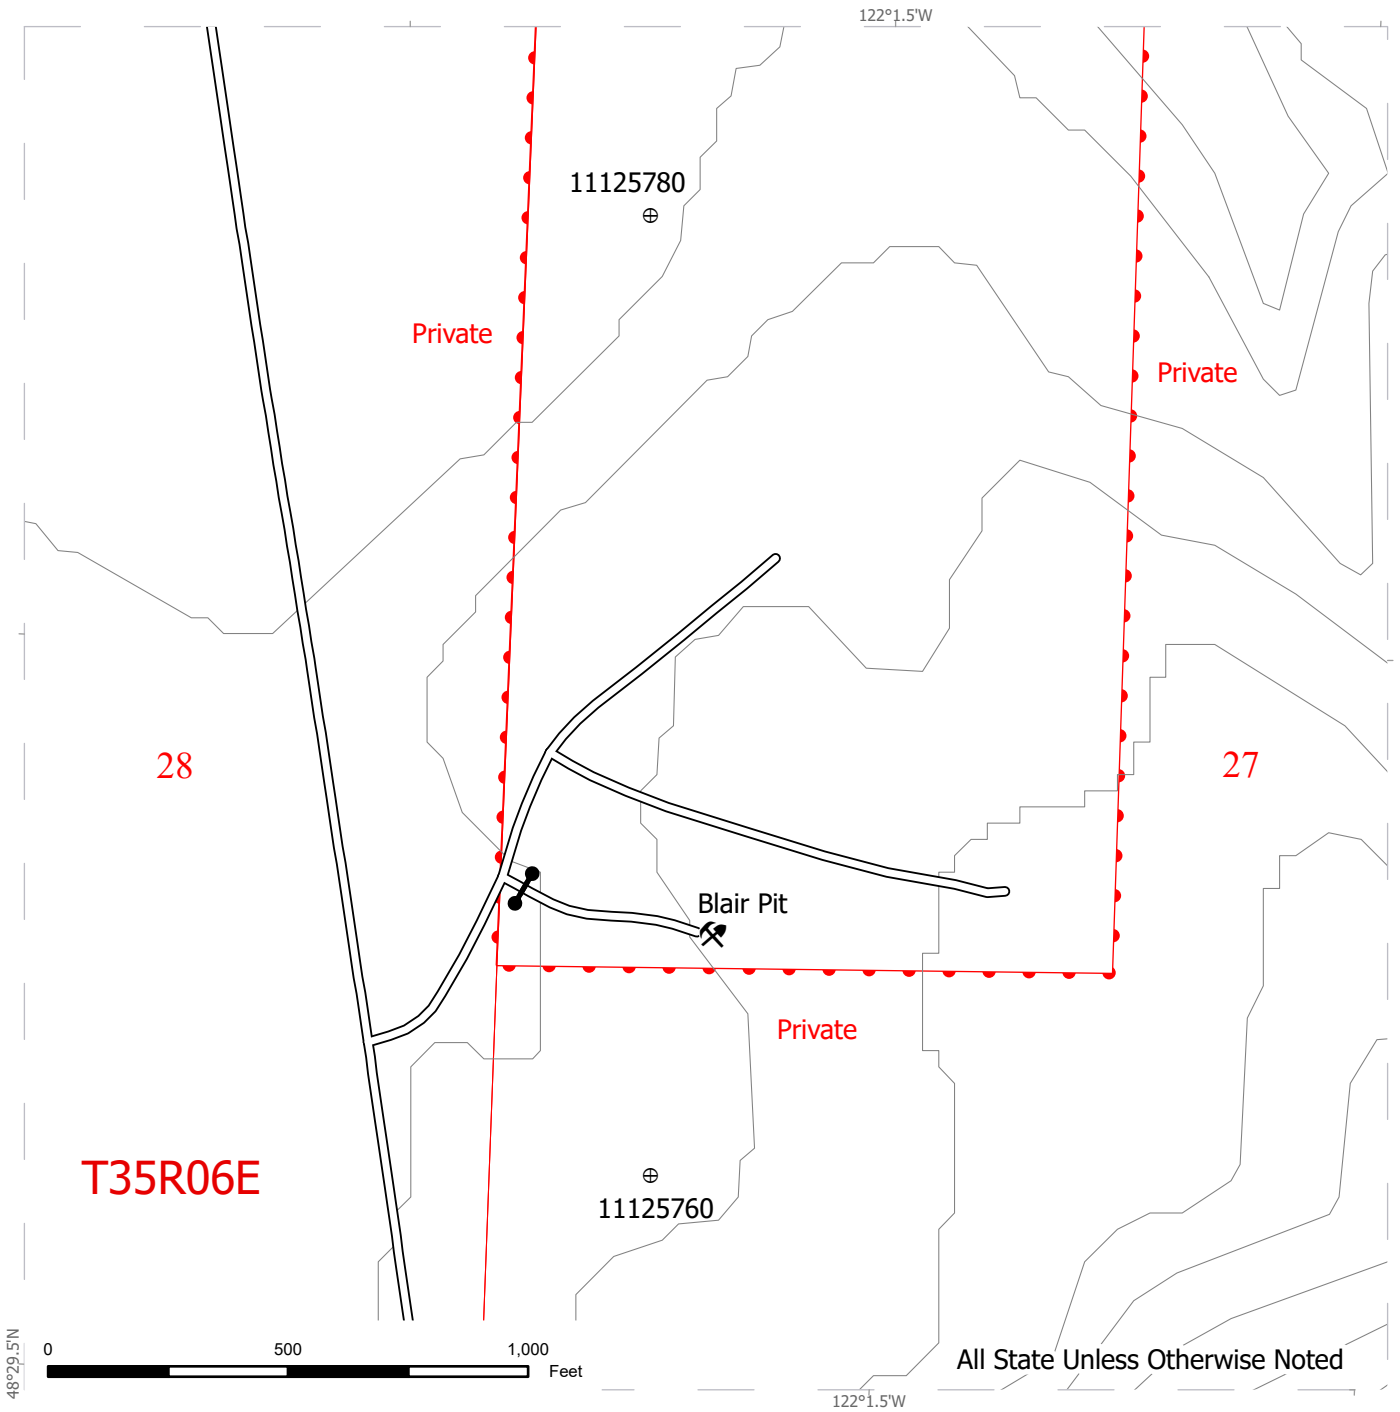 122°1.5'W
11125780
Private
Private
28
27
Blair Pit
Private
T35R06E
11125760
48°29.5'N
0 500 1,000
Feet
All State Unless Otherwise Noted
122°1.5'W